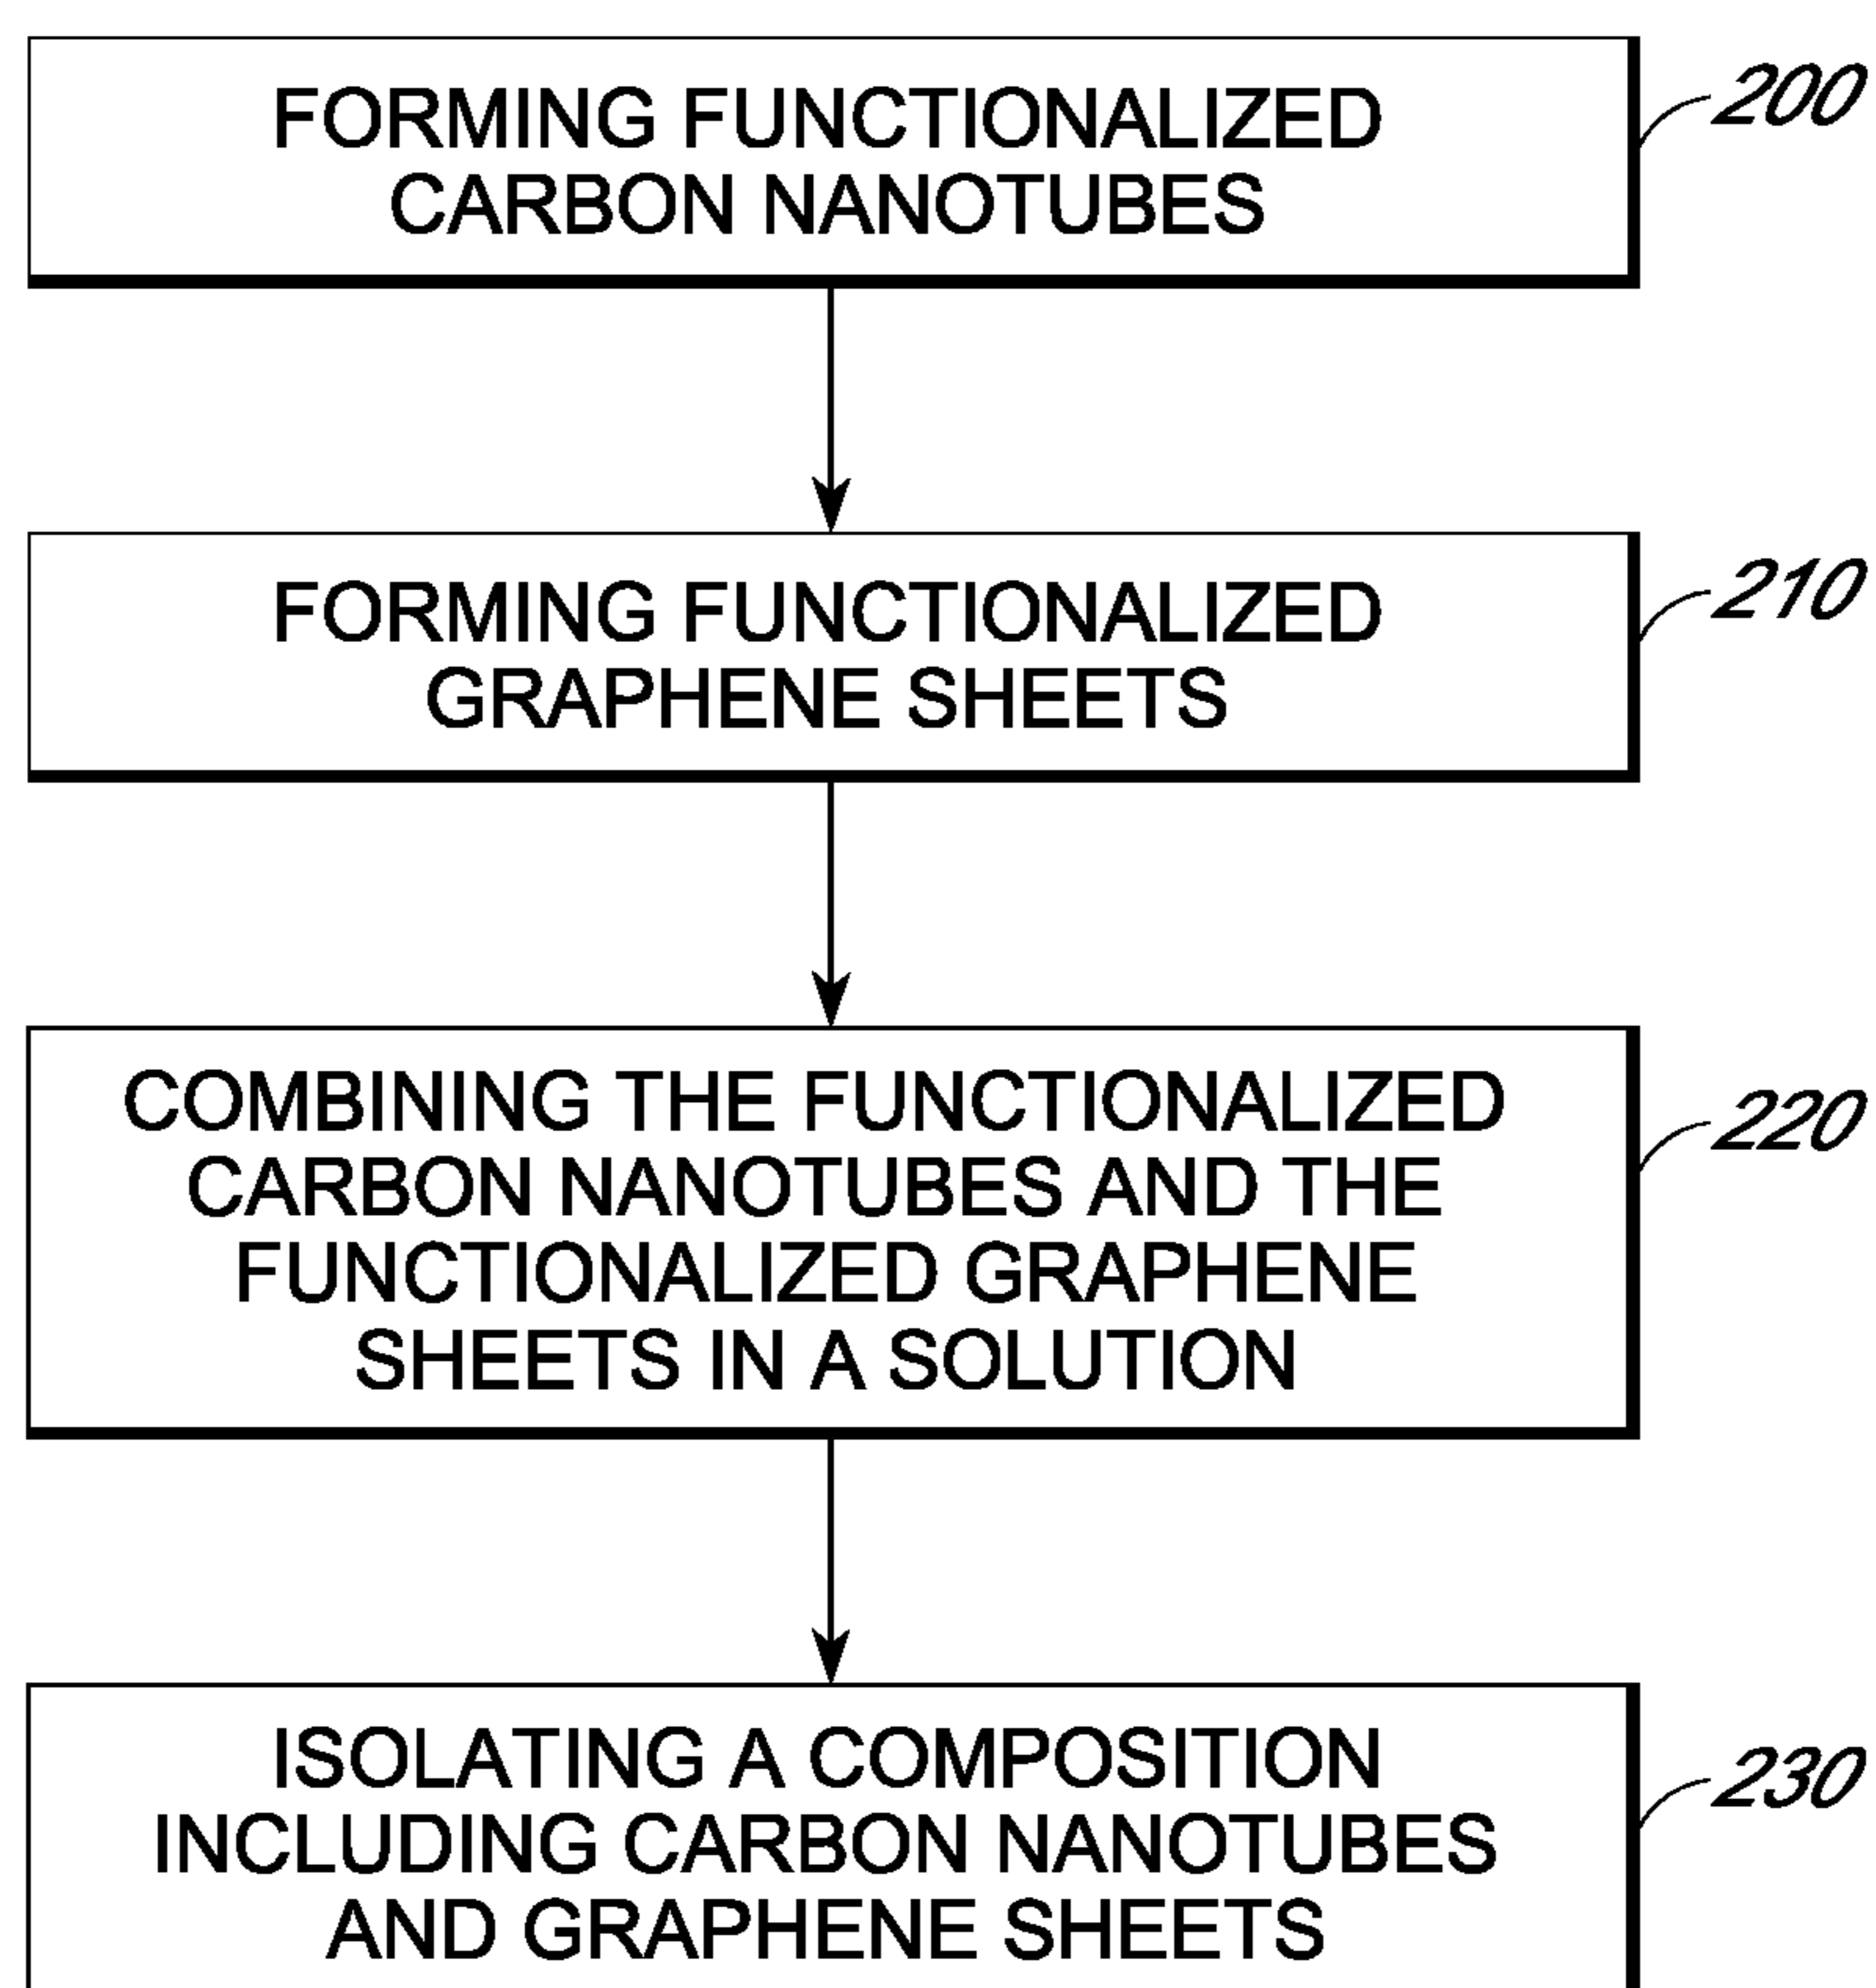 FORMING FUNCTIONALIZED
CARBON NANOTUBES
200
FORMING FUNCTIONALIZED
GRAPHENE SHEETS
210
COMBINING THE FUNCTIONALIZED
CARBON NANOTUBES AND THE
FUNCTIONALIZED GRAPHENE
SHEETS IN A SOLUTION
220
ISOLATING A COMPOSITION
INCLUDING CARBON NANOTUBES
AND GRAPHENE SHEETS
230